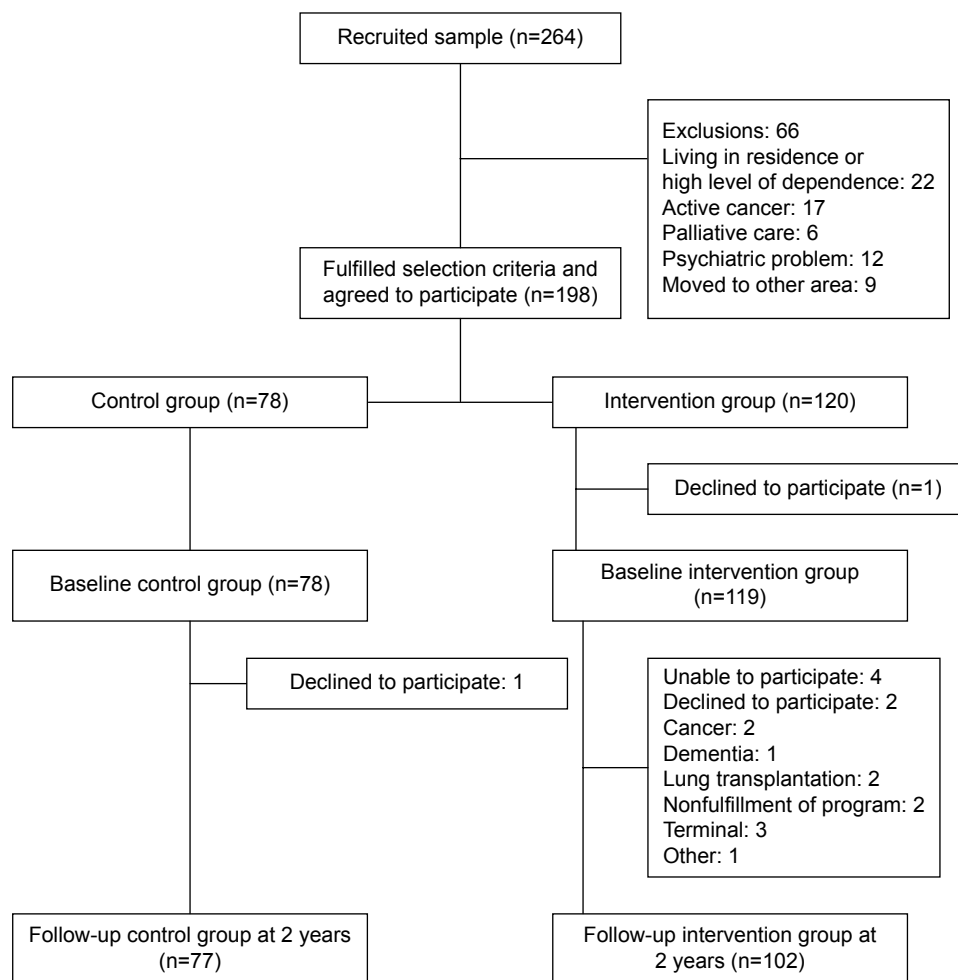 Recruited sample (n=264)
Exclusions: 66
Living in residence or
high level of dependence: 22
Active cancer: 17
Palliative care: 6
Psychiatric problem: 12
Moved to other area: 9
Fulfilled selection criteria and
agreed to participate (n=198)
Control group (n=78)
Intervention group (n=120)
Declined to participate (n=1)
Baseline control group (n=78)
Baseline intervention group
(n=119)
Declined to participate: 1
Unable to participate: 4
Declined to participate: 2
Cancer: 2
Dementia: 1
Lung transplantation: 2
Nonfulfillment of program: 2
Terminal: 3
Other: 1
Follow-up control group at 2 years
(n=77)
Follow-up intervention group at
2 years (n=102)